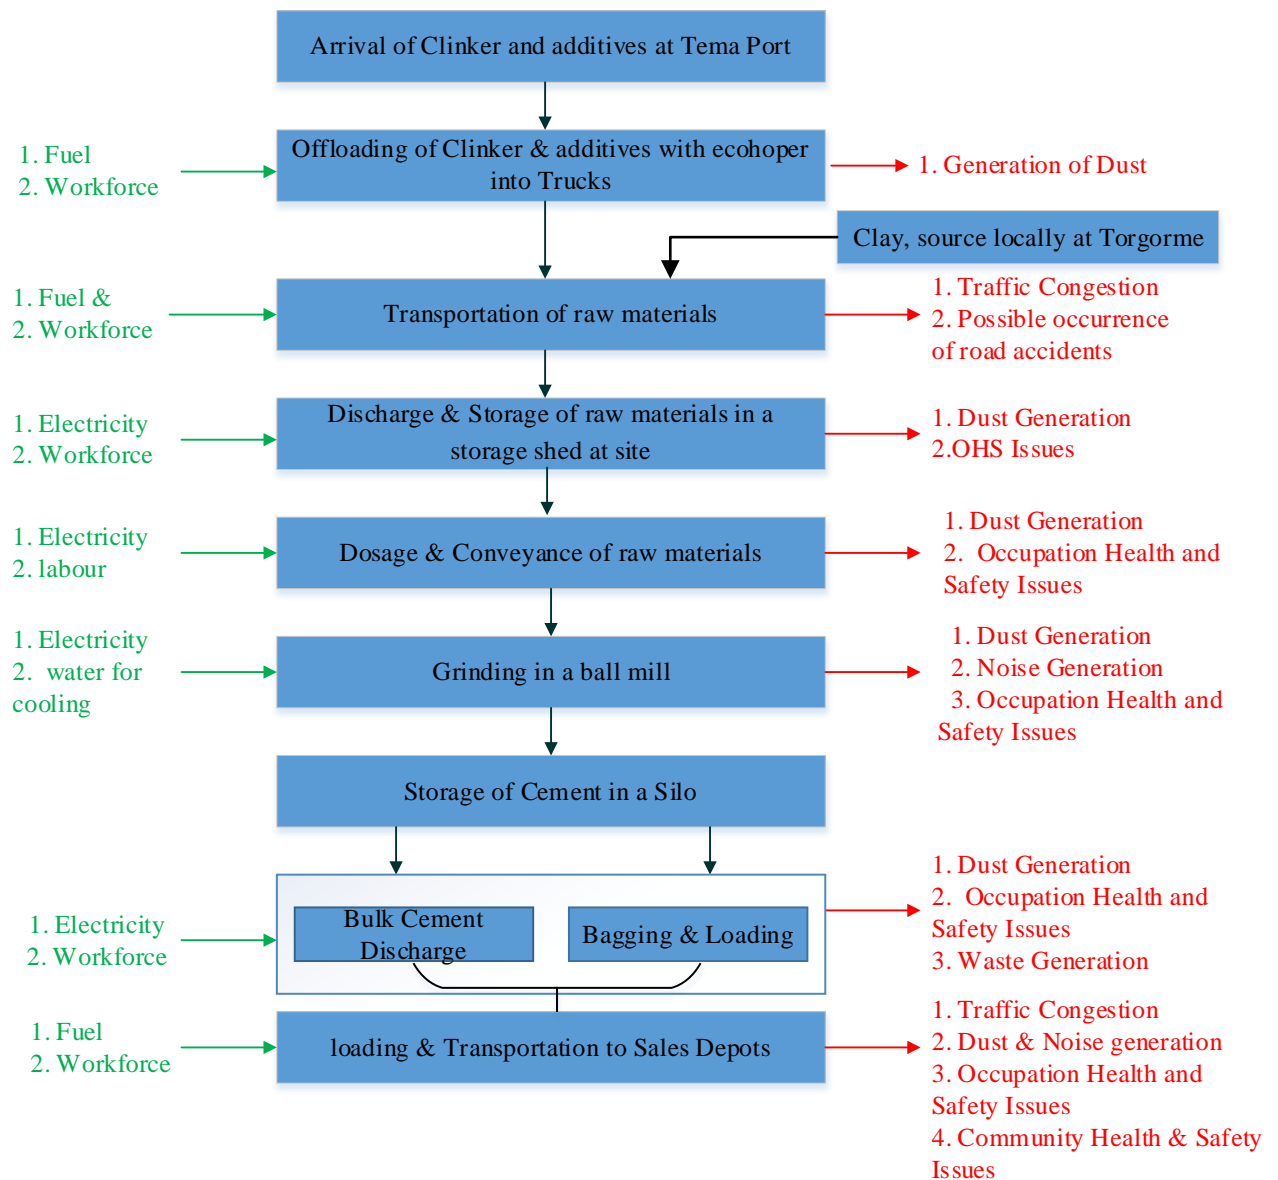 Arrival of Clinker and additives at Tema Port
1. Fuel
2. Workforce
Offloading of Clinker & additives with ecohoper
into Trucks
1. Generation of Dust
Clay, source locally at Torgorme
1. Fuel &
2. Workforce
Transportation of raw materials
1. Traffic Congestion
2. Possible occurrence
of road accidents
1. Electricity
2. Workforce
Discharge & Storage of raw materials in a
storage shed at site
1. Dust Generation
2.OHS Issues
1. Electricity
2. labour
Dosage & Conveyance of raw materials
1. Dust Generation
2. Occupation Health and
Safety Issues
1. Electricity
2. water for
cooling
Grinding in a ball mill
1. Dust Generation
2. Noise Generation
3. Occupation Health and
Safety Issues
Storage of Cement in a Silo
1. Electricity
2. Workforce
Bulk Cement
Discharge
Bagging & Loading
1. Dust Generation
2. Occupation Health and
Safety Issues
3. Waste Generation
1. Fuel
2. Workforce
loading & Transportation to Sales Depots
1. Traffic Congestion
2. Dust & Noise generation
3. Occupation Health and
Safety Issues
4. Community Health & Safety
Issues